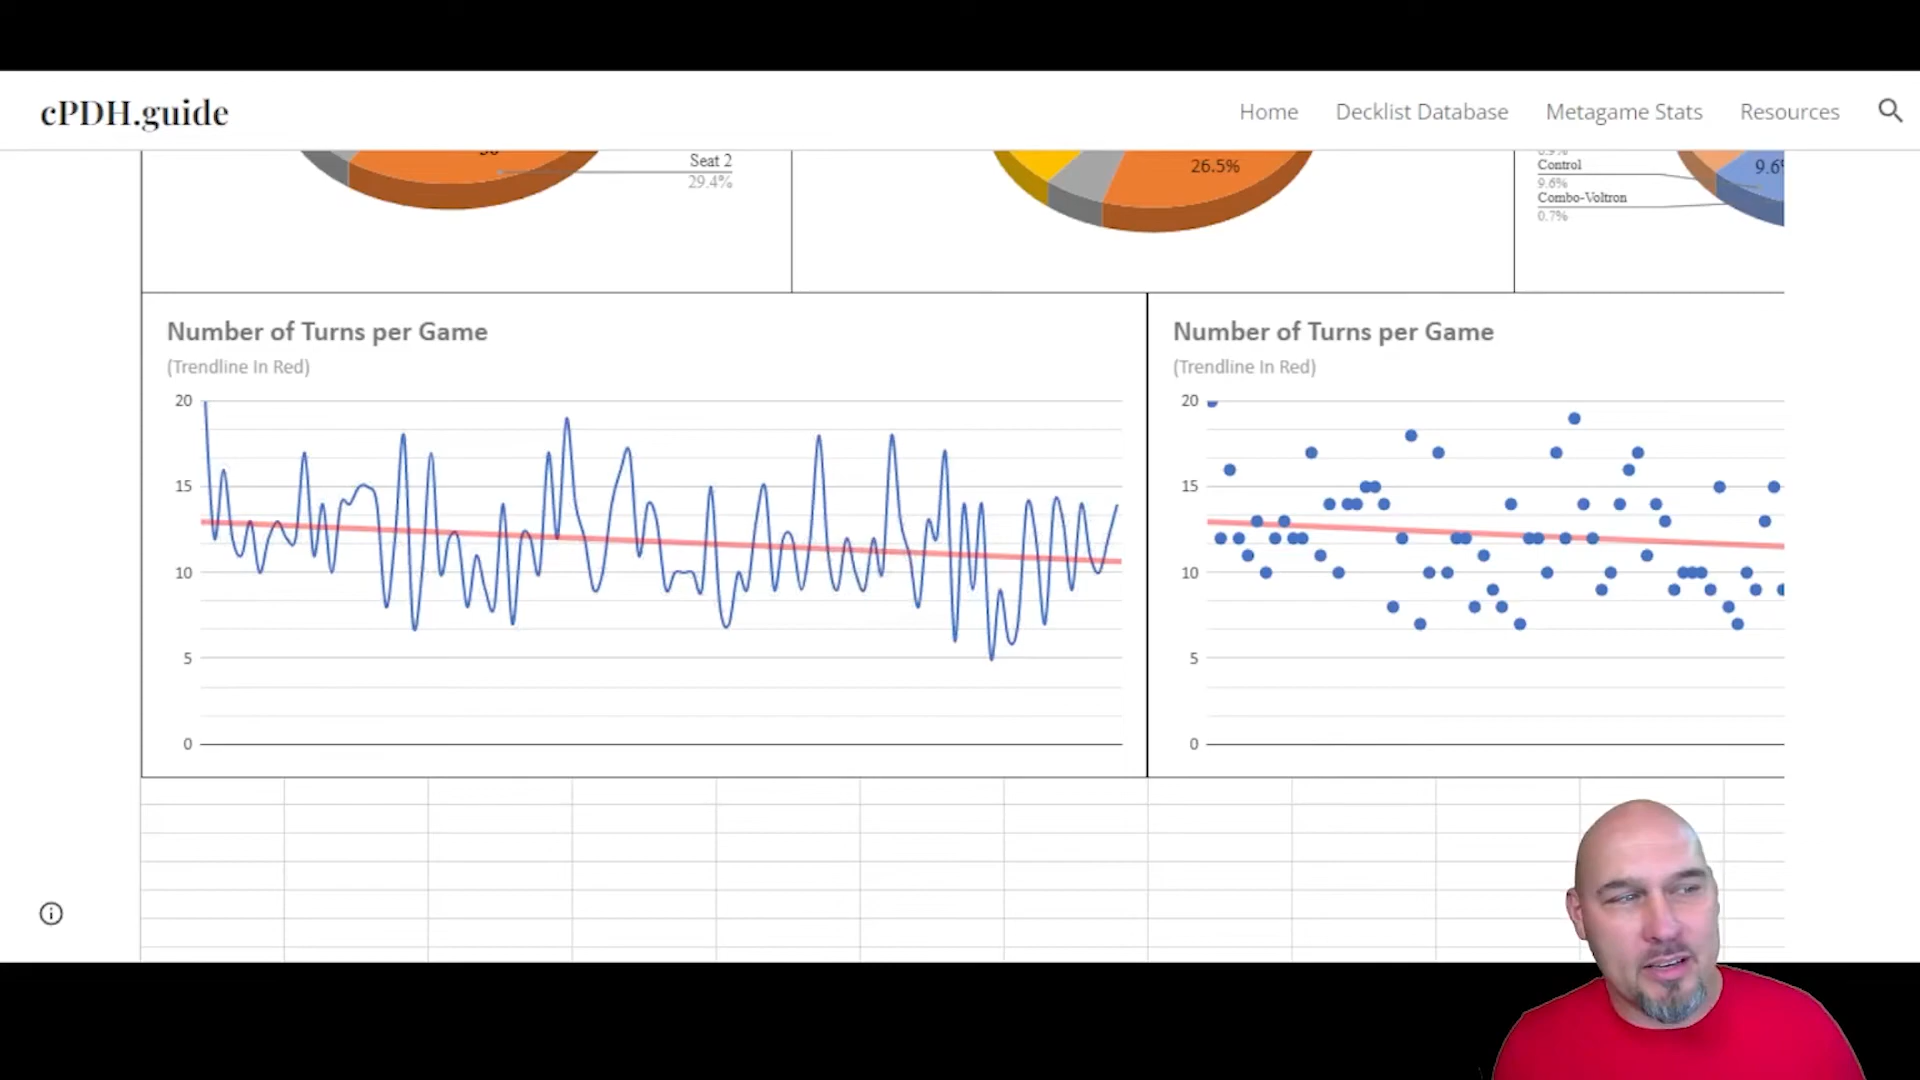 cPDH.guide
Home
Decklist Database
Metagame Stats
Resources
Seat 2
29.4%
26.5%
Control
9.6%
Combo-Voltron
0.7%
Number of Turns per Game
(Trendline In Red)
20
15
10
5
0
Number of Turns per Game
(Trendline In Red)
20
15
10
5
0